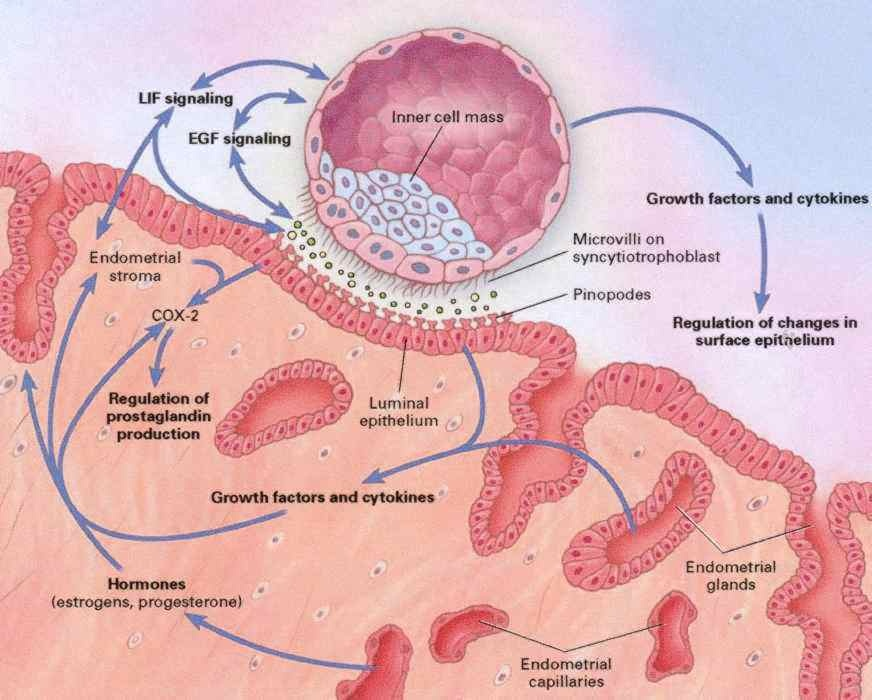 LIF signaling
EGF signaling
Inner cell mass
Growth factors and cytokines
Microvilli on
syncytiotrophoblast
Endometrial
stroma
Pinopodes
COX-2
Regulation of changes in
surface epithelium
Regulation of
prostaglandin
production
Luminal
epithelium
Growth factors and cytokines
Endometrial
glands
Hormones
(estrogens, progesterone)
Endometrial
capillaries